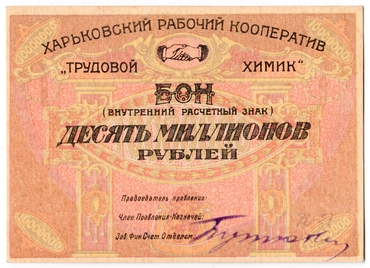 ХАРЬКОВСКИЙ РАБОЧИЙ КООПЕРАТИВ
„ТРУДОВОЙ ХИМИК"
БОН
(ВНУТРЕННИЙ РАСЧЕТНЫЙ ЗНАК)
ДЕСЯТЬ МИЛЛИОНОВ
РУБЛЕЙ
Председатель правления:
Член Правления-Казначей:
Зав. Фин. Счет. Отделом: